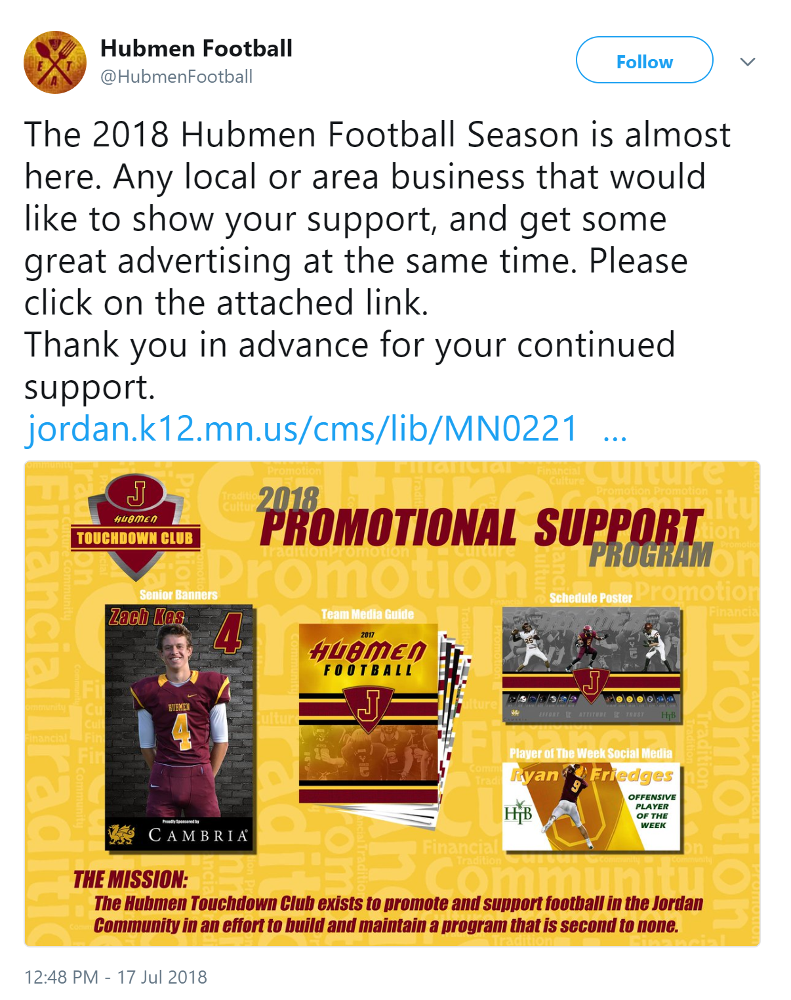 E A T
Hubmen Football
@HubmenFootball
Follow
The 2018 Hubmen Football Season is almost
here. Any local or area business that would
like to show your support, and get some
great advertising at the same time. Please
click on the attached link.
Thank you in advance for your continued
support.
jordan.k12.mn.us/cms/lib/MN0221 …
J
HUBMEN
TOUCHDOWN CLUB
2018
PROMOTIONAL SUPPORT
PROGRAM
Senior Banners
Zach Kes
4
HUBMEN
4
Proudly Sponsored by
CAMBRIA
Team Media Guide
2017
HUBMEN
FOOTBALL
J
Schedule Poster
25
J
EFFORT ATTITUDE TRUST
HJB
Player of The Week Social Media
Ryan Friedges
9
HJB
OFFENSIVE
PLAYER
OF THE
WEEK
THE MISSION:
The Hubmen Touchdown Club exists to promote and support football in the Jordan
Community in an effort to build and maintain a program that is second to none.
12:48 PM - 17 Jul 2018